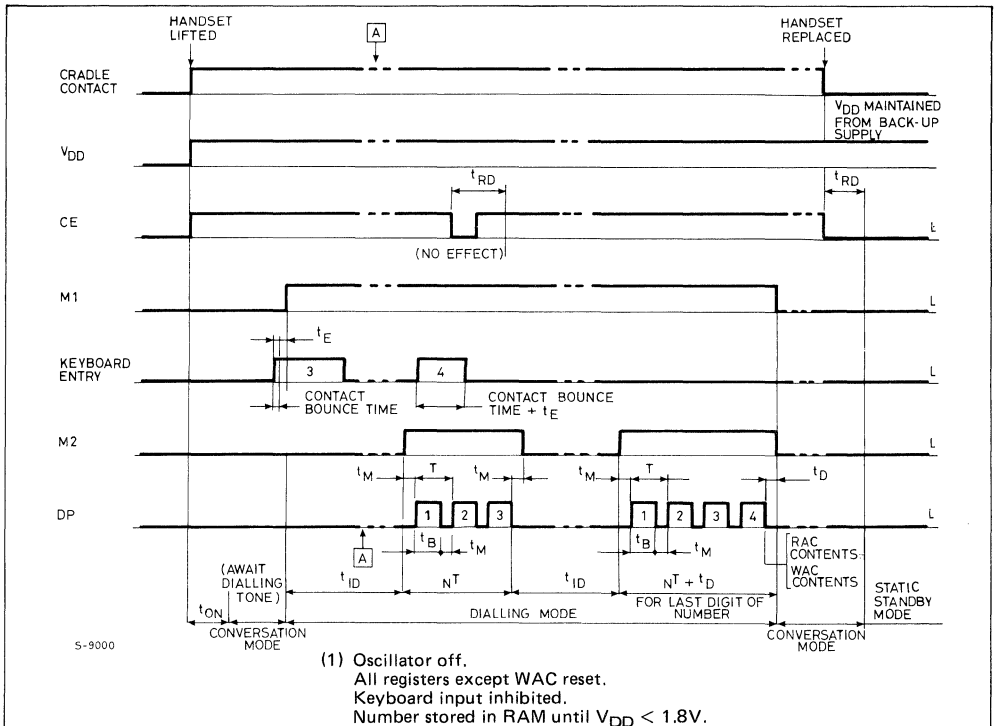 HANDSET
LIFTED
A
HANDSET
REPLACED
CRADLE
CONTACT
VDD MAINTAINED
FROM BACK-UP
SUPPLY
VDD
tRD
tRD
CE
L
(NO EFFECT)
M1
L
tE
KEYBOARD
ENTRY
3
4
L
CONTACT
BOUNCE TIME
CONTACT BOUNCE
TIME + tE
M2
L
tM
T
tM
tM
T
tD
DP
1
2
3
1
2
3
4
L
tB
tM
tB
tM
A
RAC
CONTENTS
WAC
CONTENTS
(AWAIT
DIALLING
TONE)
tID
NT
tID
NT + tD
FOR LAST DIGIT OF
NUMBER
STATIC
STANDBY
MODE
tON
CONVERSATION
MODE
DIALLING MODE
CONVERSATION
MODE
S-9000
(1) Oscillator off.
All registers except WAC reset.
Keyboard input inhibited.
Number stored in RAM until VDD < 1.8V.